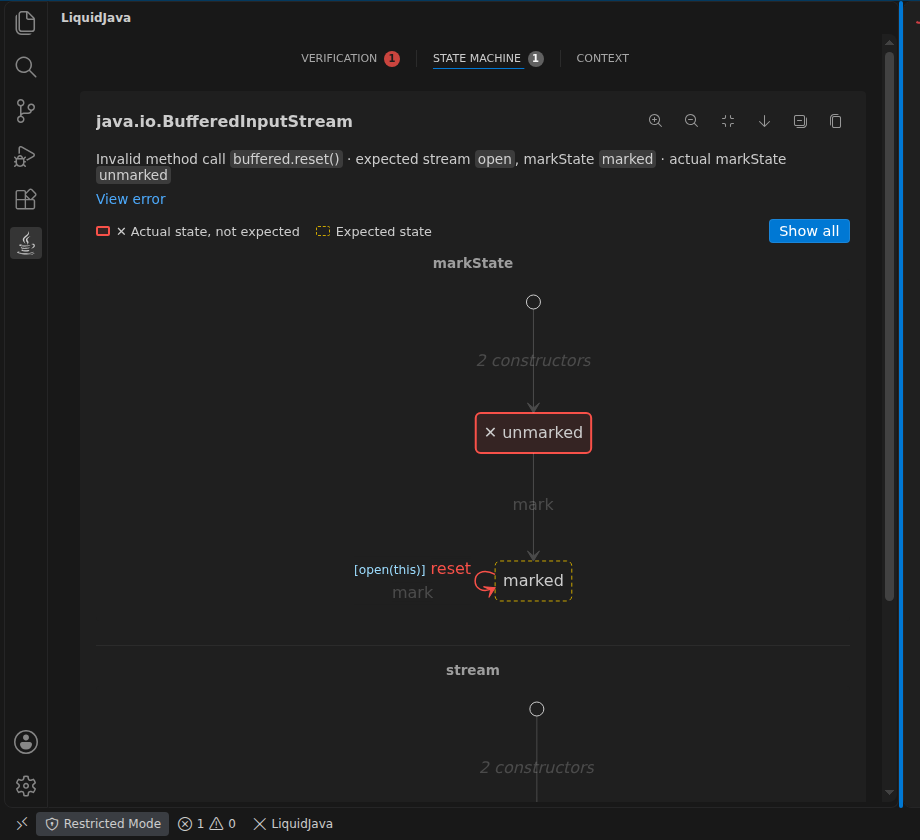 LiquidJava
VERIFICATION 1 STATE MACHINE 1 CONTEXT
java.io.BufferedInputStream
Invalid method call buffered.reset() · expected stream open, markState marked · actual markState
unmarked
View error
✕ Actual state, not expected Expected state Show all
markState
2 constructors
✕ unmarked
mark
[open(this)] reset
mark
marked
stream
2 constructors
Restricted Mode 1 0 LiquidJava